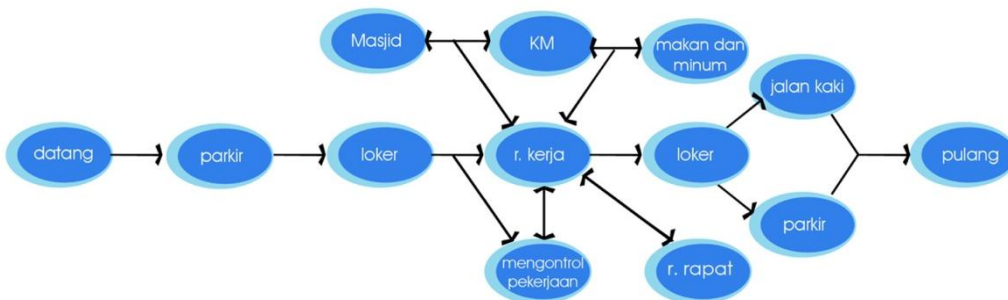 Masjid
KM
makan dan
minum
jalan kaki
datang
parkir
loker
r. kerja
loker
pulang
parkir
mengontrol
pekerjaan
r. rapat